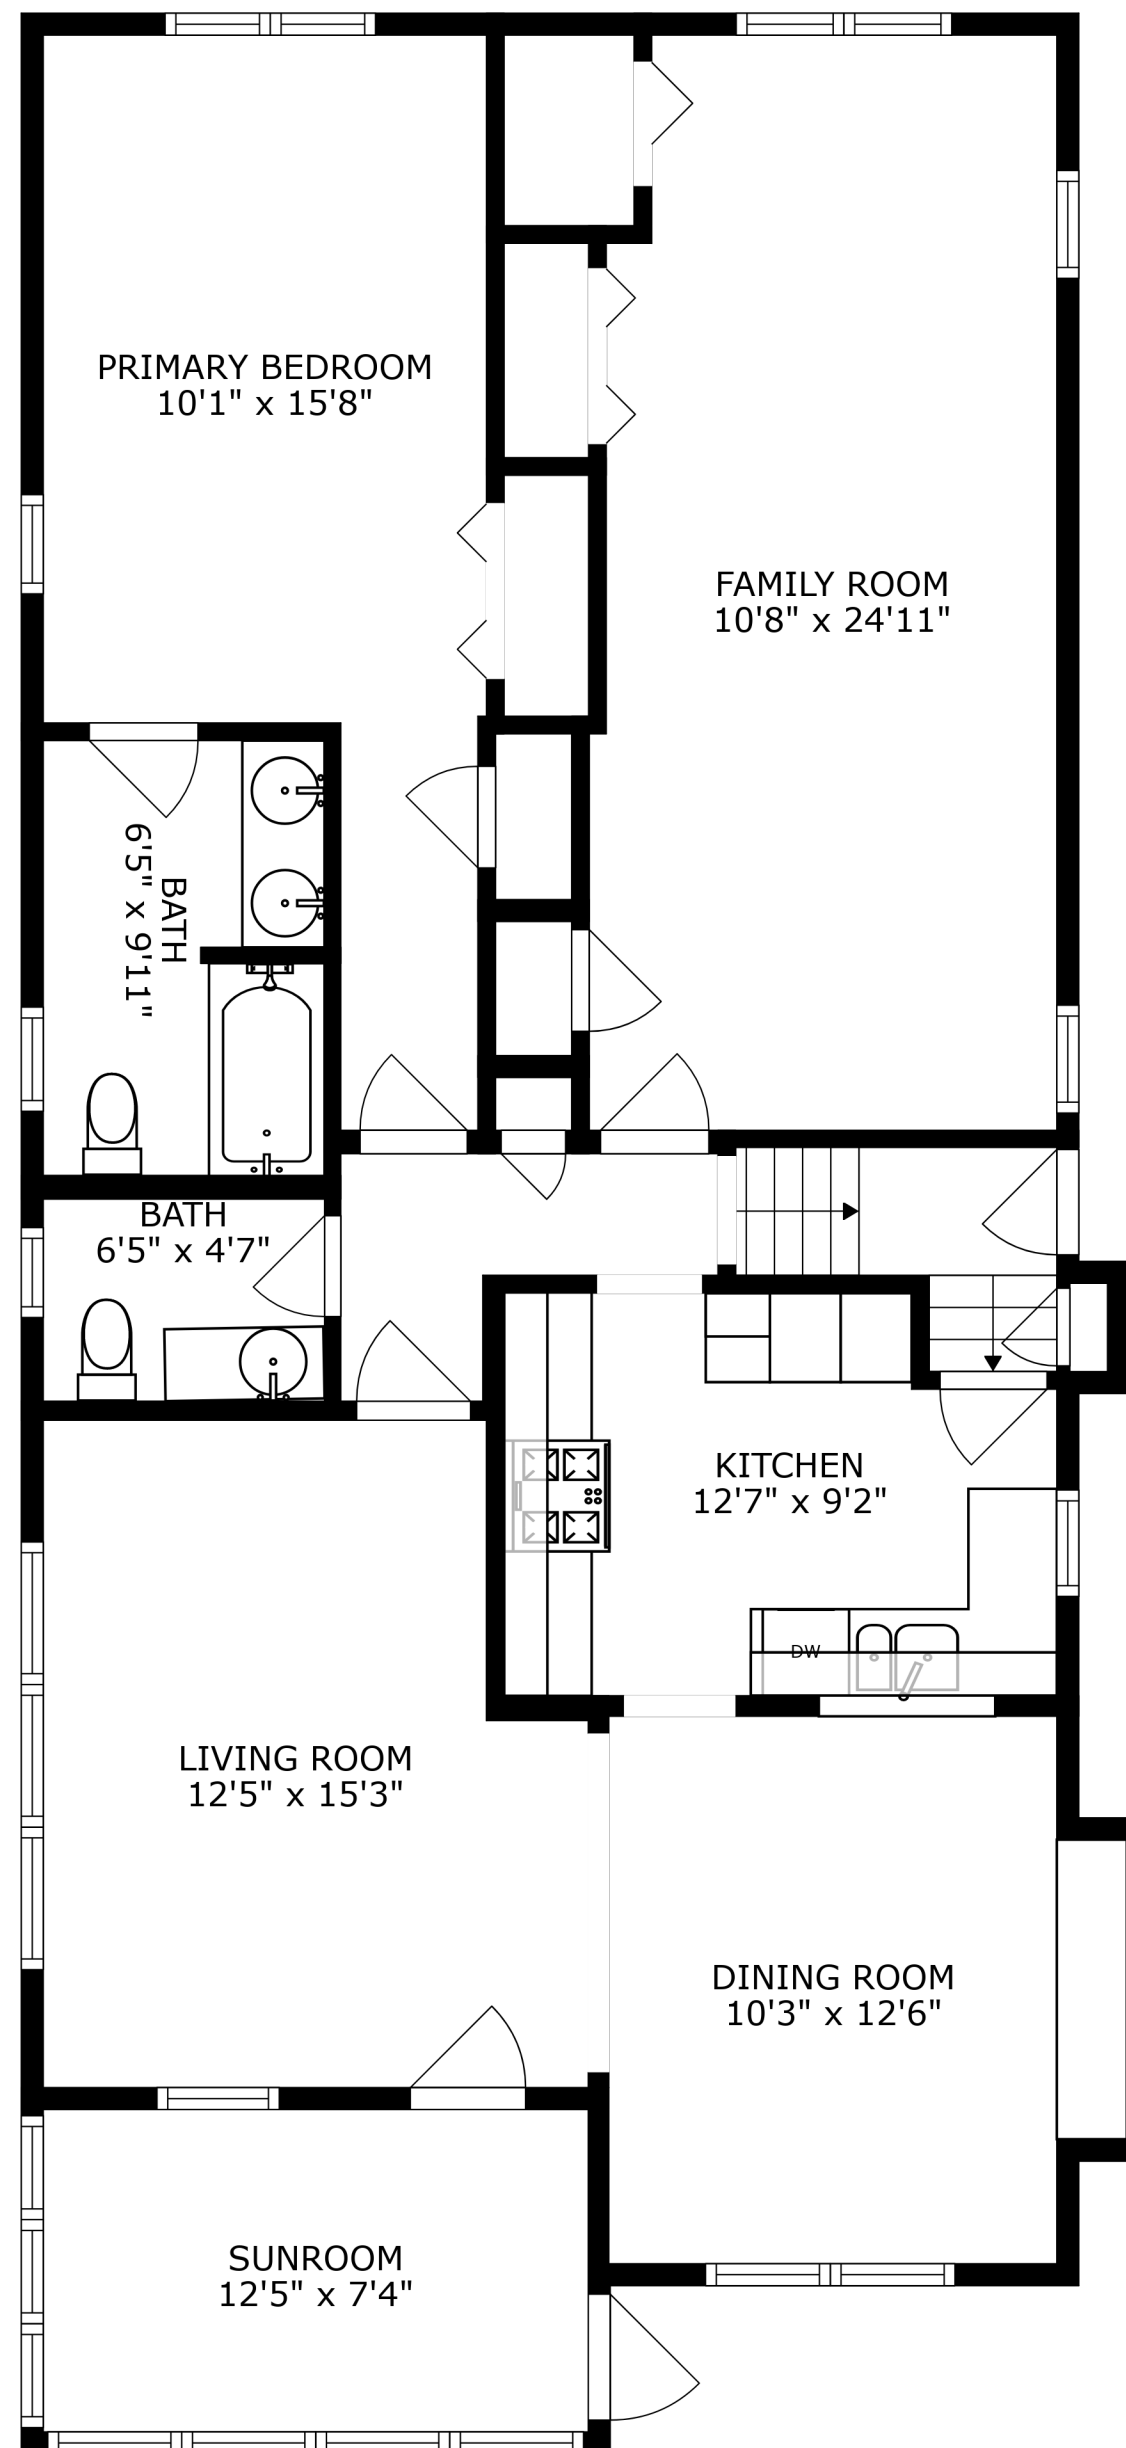 PRIMARY BEDROOM
10'1" x 15'8"
FAMILY ROOM
10'8" x 24'11"
BATH
6'5" x 9'11"
BATH
6'5" x 4'7"
KITCHEN
12'7" x 9'2"
DW
LIVING ROOM
12'5" x 15'3"
DINING ROOM
10'3" x 12'6"
SUNROOM
12'5" x 7'4"